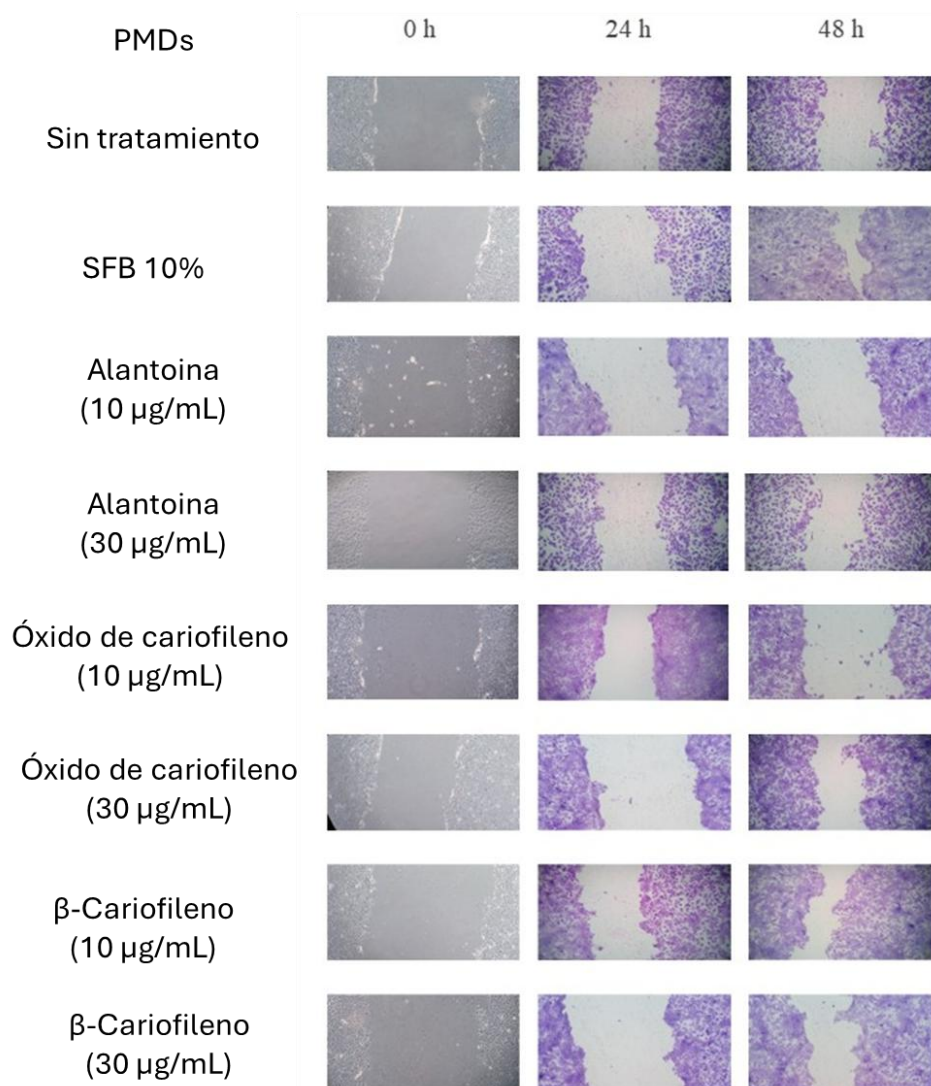 PMDs
0 h
24 h
48 h
Sin tratamiento
SFB 10%
Alantoina
(10 µg/mL)
Alantoina
(30 µg/mL)
Óxido de cariofileno
(10 µg/mL)
Óxido de cariofileno
(30 µg/mL)
β-Cariofileno
(10 µg/mL)
β-Cariofileno
(30 µg/mL)